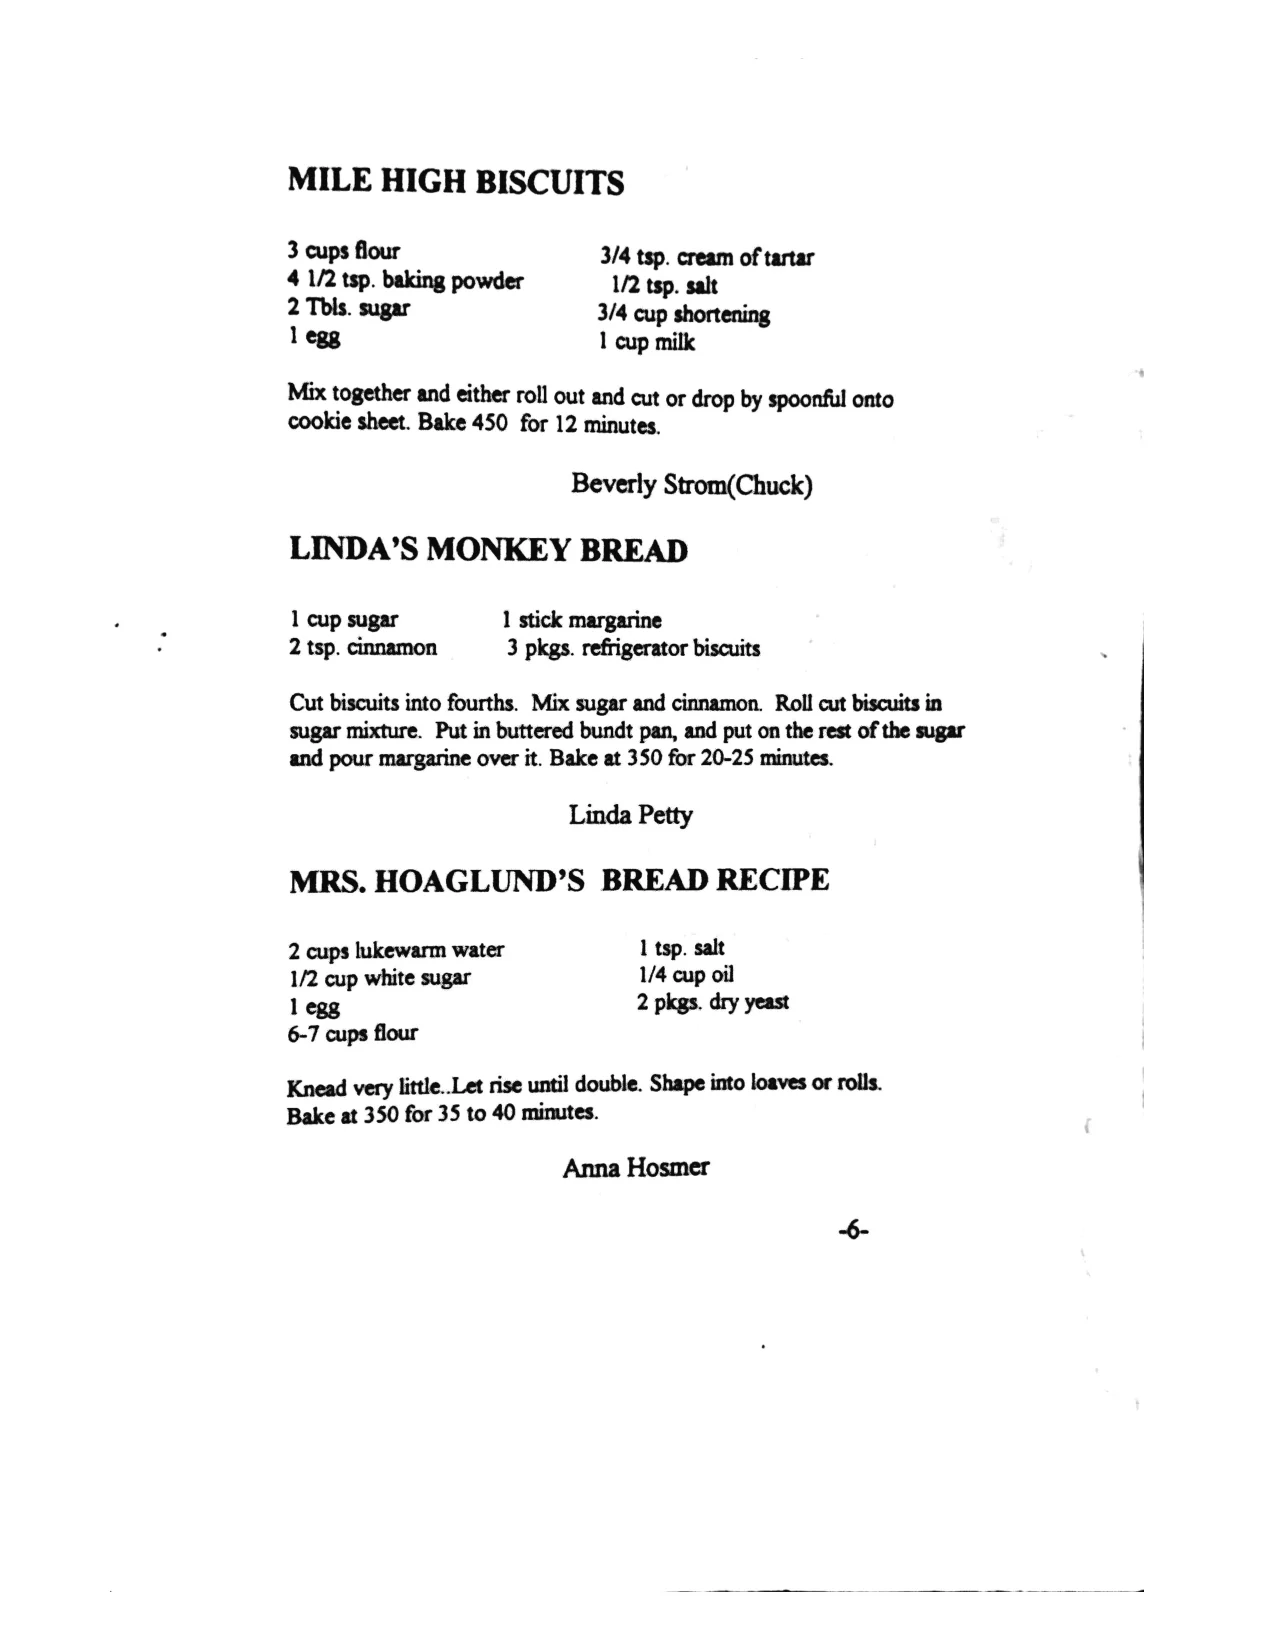 MILE HIGH BISCUITS
3 cups flour 3/4 tsp. cream of tartar
4 1/2 tsp. baking powder 1/2 tsp. salt
2 Tbls. sugar 3/4 cup shortening
1 egg 1 cup milk
Mix together and either roll out and cut or drop by spoonful onto
cookie sheet. Bake 450 for 12 minutes.
Beverly Strom(Chuck)
LINDA'S MONKEY BREAD
1 cup sugar 1 stick margarine
2 tsp. cinnamon 3 pkgs. refrigerator biscuits
Cut biscuits into fourths. Mix sugar and cinnamon. Roll cut biscuits in
sugar mixture. Put in buttered bundt pan, and put on the rest of the sugar
and pour margarine over it. Bake at 350 for 20-25 minutes.
Linda Petty
MRS. HOAGLUND'S BREAD RECIPE
2 cups lukewarm water 1 tsp. salt
1/2 cup white sugar 1/4 cup oil
1 egg 2 pkgs. dry yeast
6-7 cups flour
Knead very little..Let rise until double. Shape into loaves or rolls.
Bake at 350 for 35 to 40 minutes.
Anna Hosmer
-6-